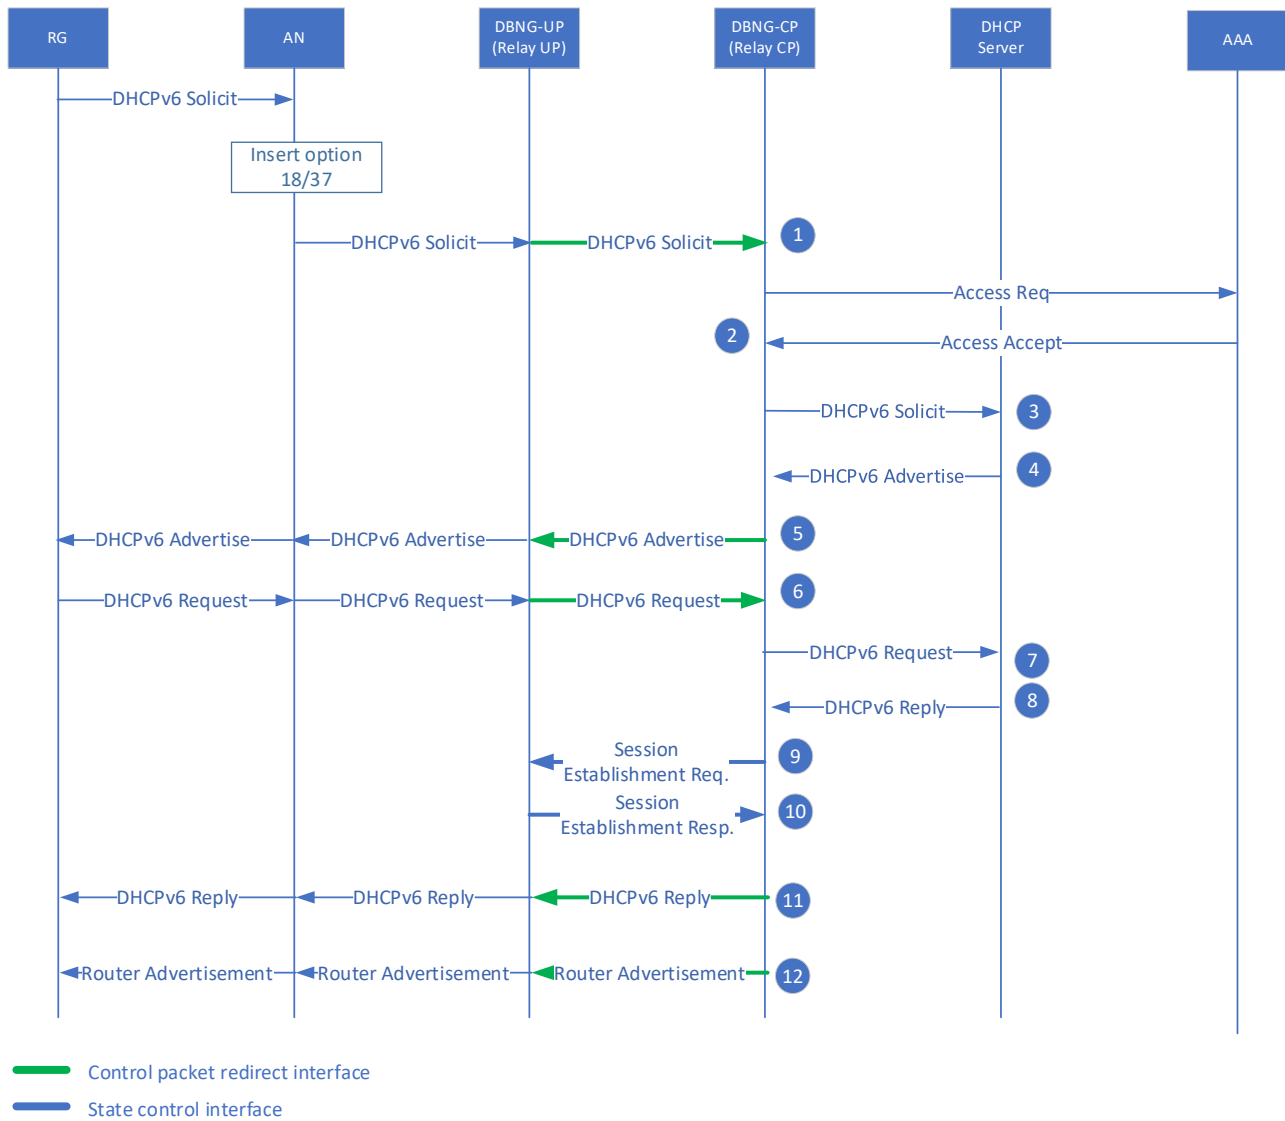 RG
AN
DBNG-UP
(Relay UP)
DBNG-CP
(Relay CP)
DHCP
Server
AAA
DHCPv6 Solicit
Insert option
18/37
DHCPv6 Solicit
DHCPv6 Solicit
1
Access Req
2
Access Accept
DHCPv6 Solicit
3
DHCPv6 Advertise
4
DHCPv6 Advertise
DHCPv6 Advertise
DHCPv6 Advertise
5
DHCPv6 Request
DHCPv6 Request
DHCPv6 Request
6
DHCPv6 Request
7
DHCPv6 Reply
8
Session
Establishment Req.
9
Session
Establishment Resp.
10
DHCPv6 Reply
DHCPv6 Reply
DHCPv6 Reply
11
Router Advertisement
Router Advertisement
Router Advertisement
12
Control packet redirect interface
State control interface